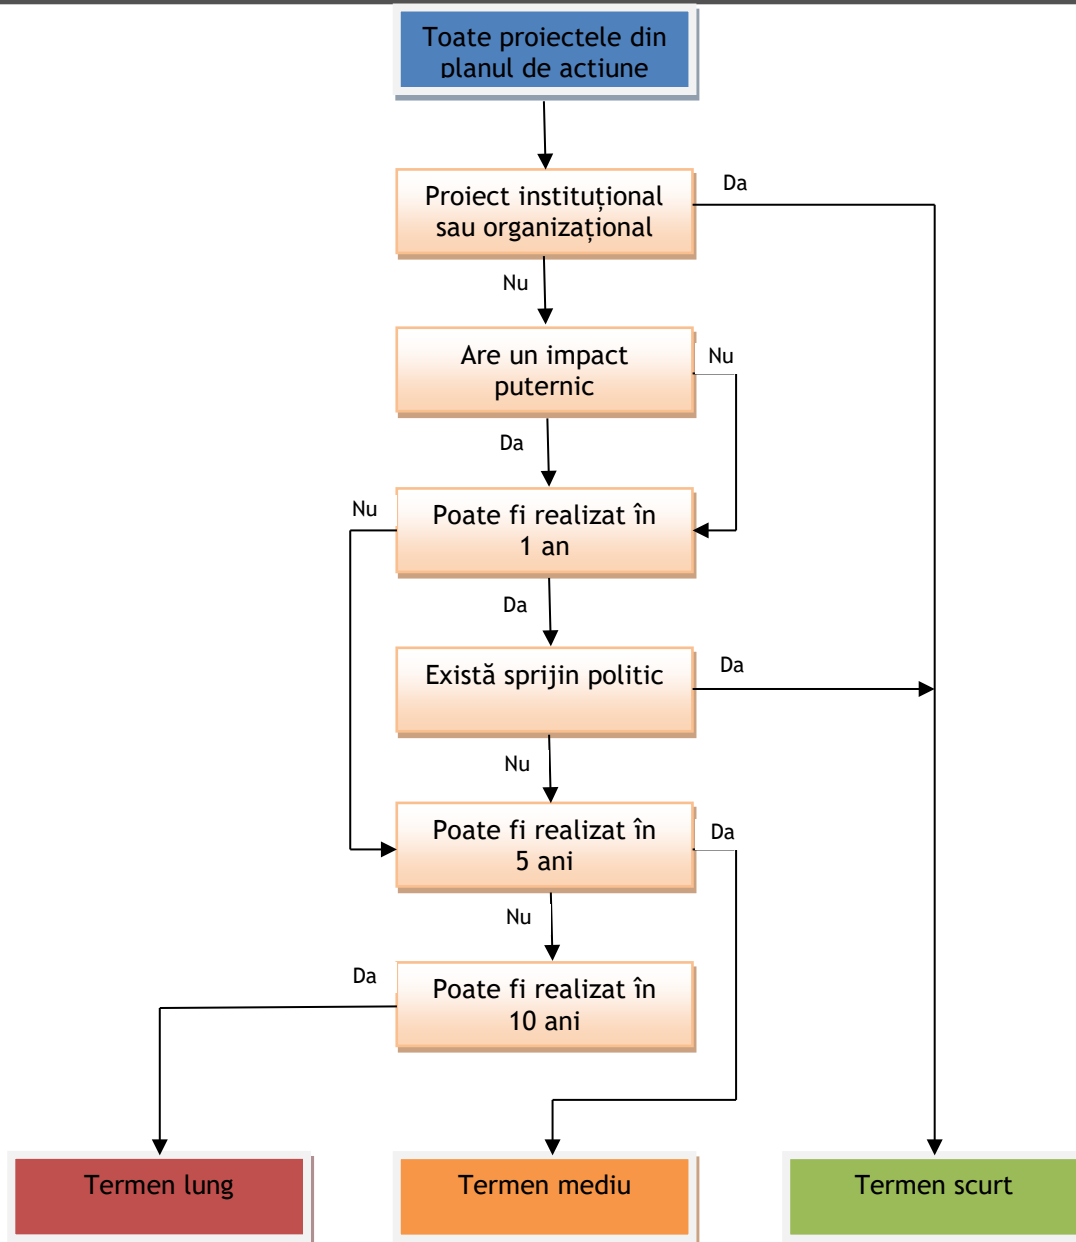 Toate proiectele din
planul de actiune
Proiect instituțional
sau organizațional
Da
Nu
Are un impact
puternic
Nu
Da
Poate fi realizat în
1 an
Nu
Da
Există sprijin politic
Da
Nu
Poate fi realizat în
5 ani
Da
Nu
Poate fi realizat în
10 ani
Da
Termen lung
Termen mediu
Termen scurt